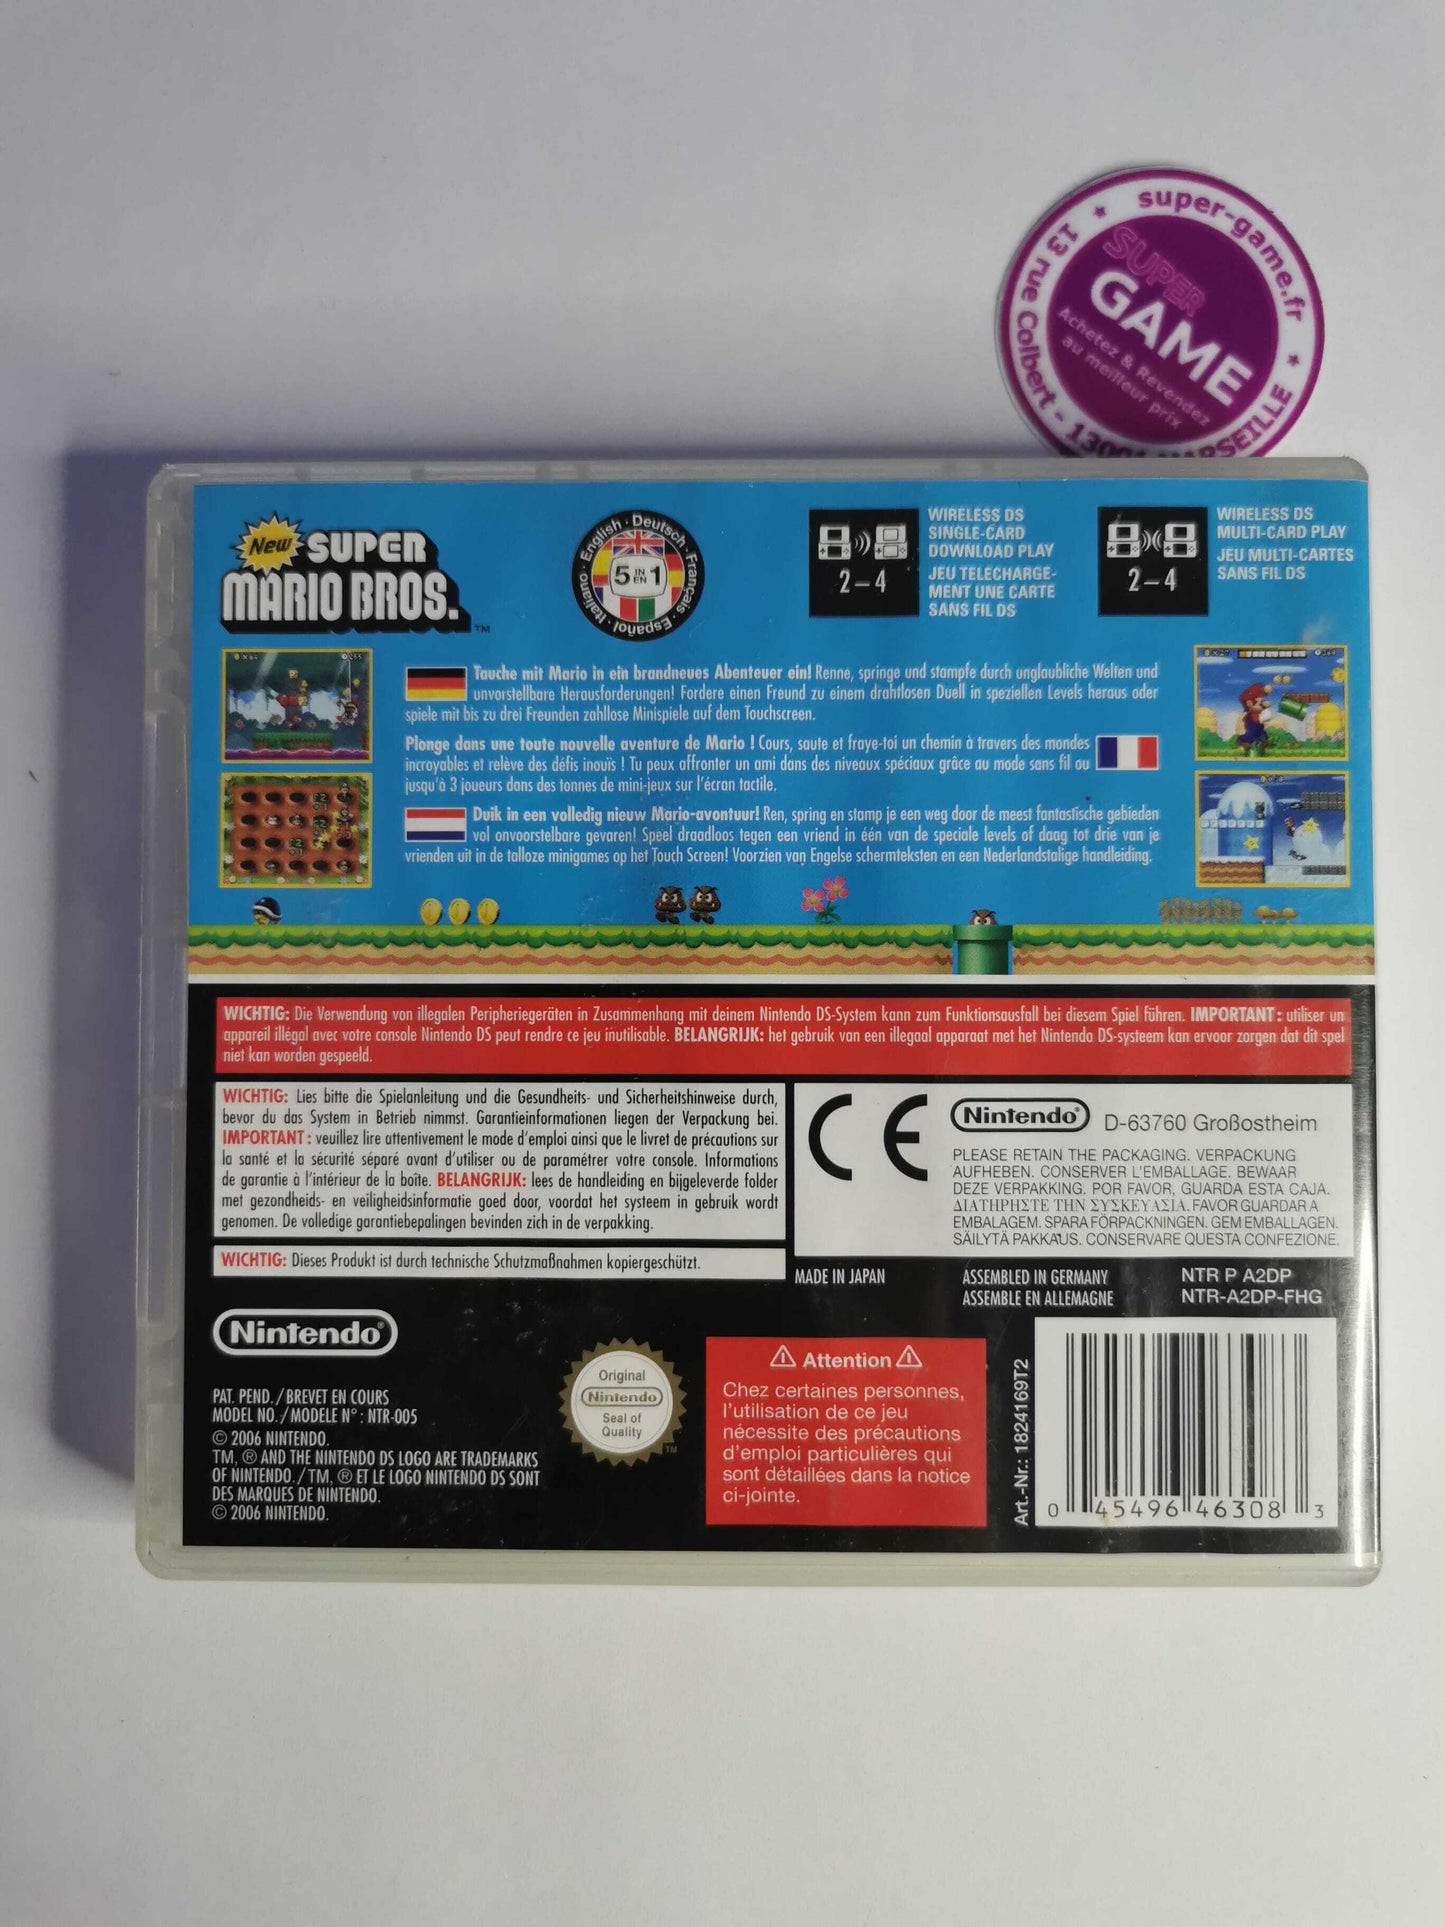 super-game.fr
13 rue Colbert - 13001 MARSEILLE
SUPER
GAME
Achetez & Revendez
au meilleur prix
New SUPER
MARIO BROS.™
English · Deutsch · Français · Español · Italiano
5 IN EN 1
2–4
WIRELESS DS
SINGLE-CARD
DOWNLOAD PLAY
JEU TELECHARGE-
MENT UNE CARTE
SANS FIL DS
2–4
WIRELESS DS
MULTI-CARD PLAY
JEU MULTI-CARTES
SANS FIL DS
Tauche mit Mario in ein brandneues Abenteuer ein! Renne, springe und stampfe durch unglaubliche Welten und
unvorstellbare Herausforderungen! Fordere einen Freund zu einem drahtlosen Duell in speziellen Levels heraus oder
spiele mit bis zu drei Freunden zahllose Minispiele auf dem Touchscreen.
Plonge dans une toute nouvelle aventure de Mario ! Cours, saute et fraye-toi un chemin à travers des mondes
incroyables et relève des défis inouïs ! Tu peux affronter un ami dans des niveaux spéciaux grâce au mode sans fil ou
jusqu'à 3 joueurs dans des tonnes de mini-jeux sur l'écran tactile.
Duik in een volledig nieuw Mario-avontuur! Ren, spring en stamp je een weg door de meest fantastische gebieden
vol onvoorstelbare gevaren! Speel draadloos tegen een vriend in één van de speciale levels of daag tot drie van je
vrienden uit in de talloze minigames op het Touch Screen! Voorzien van Engelse schermteksten en een Nederlandstalige handleiding.
WICHTIG: Die Verwendung von illegalen Peripheriegeräten in Zusammenhang mit deinem Nintendo DS-System kann zum Funktionsausfall bei diesem Spiel führen. IMPORTANT : utiliser un
appareil illégal avec votre console Nintendo DS peut rendre ce jeu inutilisable. BELANGRIJK: het gebruik van een illegaal apparaat met het Nintendo DS-systeem kan ervoor zorgen dat dit spel
niet kan worden gespeeld.
WICHTIG: Lies bitte die Spielanleitung und die Gesundheits- und Sicherheitshinweise durch,
bevor du das System in Betrieb nimmst. Garantieinformationen liegen der Verpackung bei.
IMPORTANT : veuillez lire attentivement le mode d'emploi ainsi que le livret de précautions sur
la santé et la sécurité séparé avant d'utiliser ou de paramétrer votre console. Informations
de garantie à l'intérieur de la boîte. BELANGRIJK: lees de handleiding en bijgeleverde folder
met gezondheids- en veiligheidsinformatie goed door, voordat het systeem in gebruik wordt
genomen. De volledige garantiebepalingen bevinden zich in de verpakking.
WICHTIG: Dieses Produkt ist durch technische Schutzmaßnahmen kopiergeschützt.
CE
Nintendo® D-63760 Großostheim
PLEASE RETAIN THE PACKAGING. VERPACKUNG
AUFHEBEN. CONSERVER L'EMBALLAGE. BEWAAR
DEZE VERPAKKING. POR FAVOR, GUARDA ESTA CAJA.
ΔΙΑΤΗΡΗΣΤΕ ΤΗΝ ΣΥΣΚΕΥΑΣΙΑ. FAVOR GUARDAR A
EMBALAGEM. SPARA FÖRPACKNINGEN. GEM EMBALLAGEN.
SÄILYTÄ PAKKAUS. CONSERVARE QUESTA CONFEZIONE.
MADE IN JAPAN
ASSEMBLED IN GERMANY
ASSEMBLE EN ALLEMAGNE
NTR P A2DP
NTR-A2DP-FHG
Nintendo®
PAT. PEND. / BREVET EN COURS
MODEL NO. / MODÈLE N° : NTR-005
© 2006 NINTENDO.
TM, ® AND THE NINTENDO DS LOGO ARE TRADEMARKS
OF NINTENDO. / TM, ® ET LE LOGO NINTENDO DS SONT
DES MARQUES DE NINTENDO.
© 2006 NINTENDO.
Original
Nintendo
Seal of
Quality
TM
⚠ Attention ⚠
Chez certaines personnes,
l'utilisation de ce jeu
nécessite des précautions
d'emploi particulières qui
sont détaillées dans la notice
ci-jointe.
Art.-Nr.: 1824169T2
0 45496 46308 3